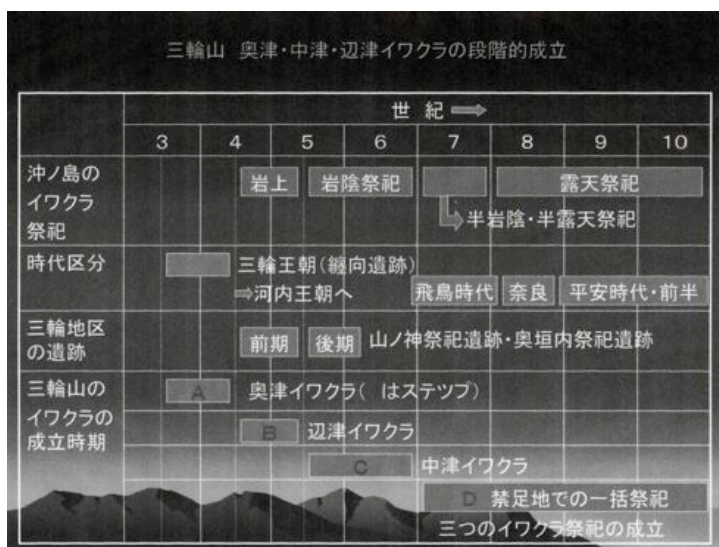 三輪山 奥津・中津・辺津イワクラの段階的成立
世 紀
3 4 5 6 7 8 9 10
沖ノ島の
イワクラ
祭祀
岩上 岩陰祭祀 露天祭祀
半岩陰・半露天祭祀
時代区分
三輪王朝(纏向遺跡)
⇒河内王朝へ
飛鳥時代 奈良 平安時代・前半
三輪地区
の遺跡
前期 後期 山ノ神祭祀遺跡・奥垣内祭祀遺跡
三輪山の
イワクラの
成立時期
A 奥津イワクラ( はステツプ)
B 辺津イワクラ
C 中津イワクラ
D 禁足地での一括祭祀
三つのイワクラ祭祀の成立